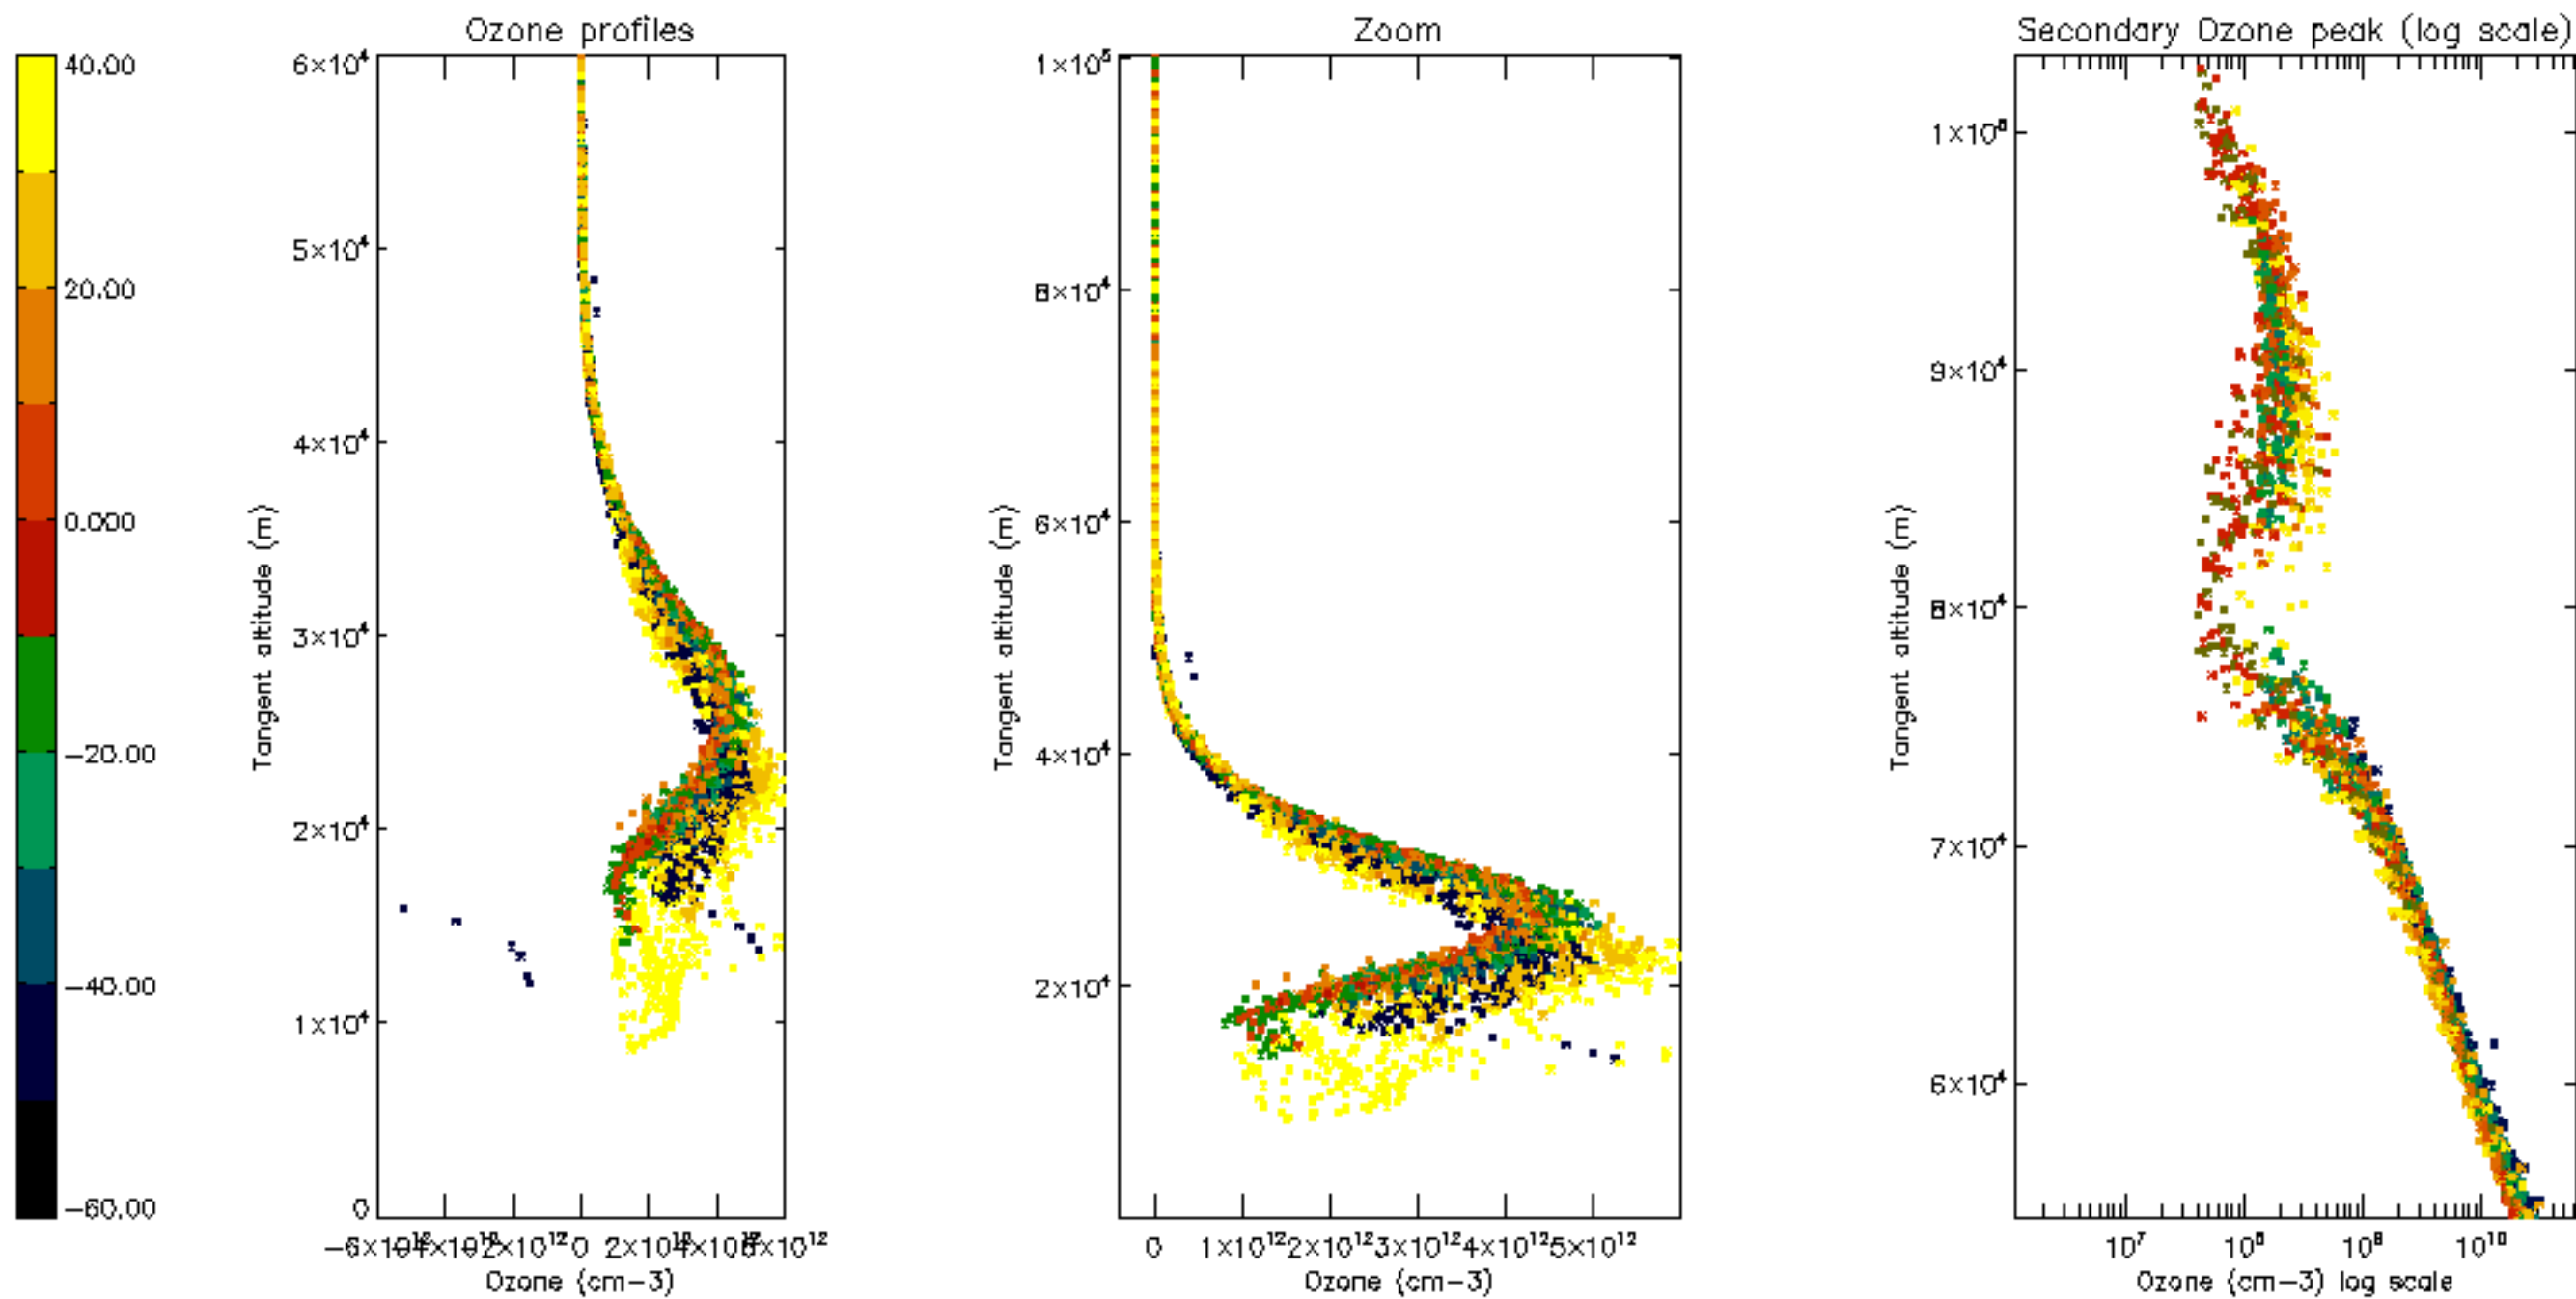 Ozone profiles
Zoom
Secondary Ozone peak (log scale)
40.00
20.00
0.000
-20.00
-40.00
-60.00
6×10⁴
5×10⁴
4×10⁴
3×10⁴
2×10⁴
1×10⁴
0
Tangent altitude (m)
0 2×10¹²
Ozone (cm-3)
1×10⁵
8×10⁴
6×10⁴
4×10⁴
2×10⁴
Tangent altitude (m)
0 1×10¹² 2×10¹² 3×10¹² 4×10¹² 5×10¹²
Ozone (cm-3)
9×10⁴
8×10⁴
7×10⁴
6×10⁴
Tangent altitude (m)
10⁷ 10⁸ 10⁹ 10¹⁰
Ozone (cm-3) log scale